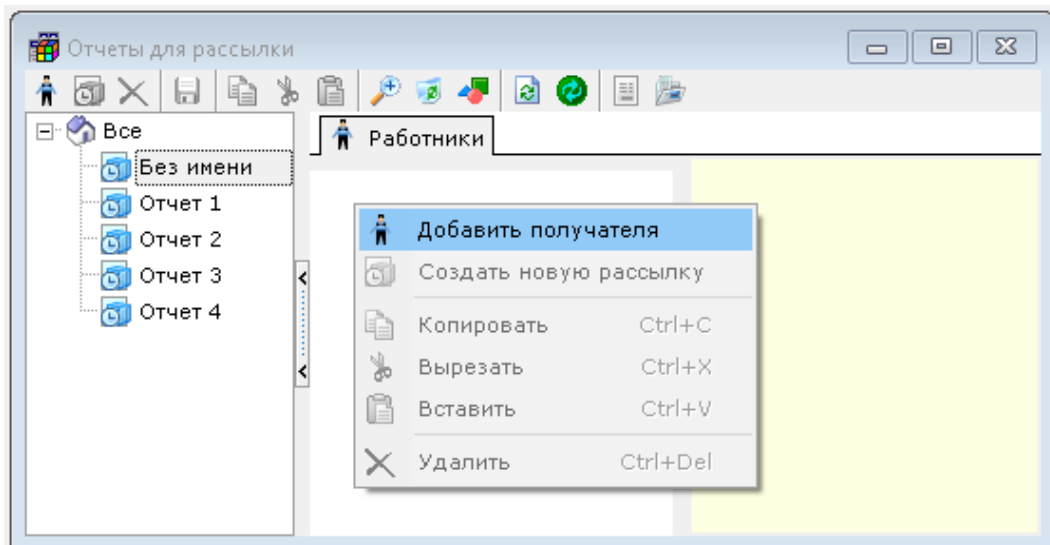 Отчеты для рассылки
Все
Без имени
Отчет 1
Отчет 2
Отчет 3
Отчет 4
Работники
Добавить получателя
Создать новую рассылку
Копировать Ctrl+C
Вырезать Ctrl+X
Вставить Ctrl+V
Удалить Ctrl+Del